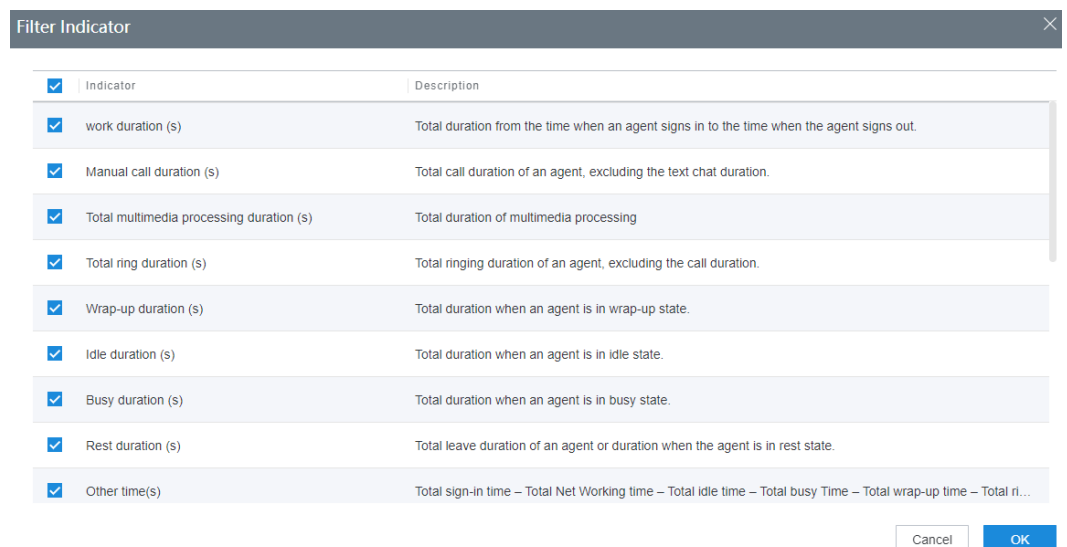 Filter Indicator
Indicator Description
work duration (s) Total duration from the time when an agent signs in to the time when the agent signs out.
Manual call duration (s) Total call duration of an agent, excluding the text chat duration.
Total multimedia processing duration (s) Total duration of multimedia processing
Total ring duration (s) Total ringing duration of an agent, excluding the call duration.
Wrap-up duration (s) Total duration when an agent is in wrap-up state.
Idle duration (s) Total duration when an agent is in idle state.
Busy duration (s) Total duration when an agent is in busy state.
Rest duration (s) Total leave duration of an agent or duration when the agent is in rest state.
Other time(s) Total sign-in time – Total Net Working time – Total idle time – Total busy Time – Total wrap-up time – Total ri...
Cancel OK